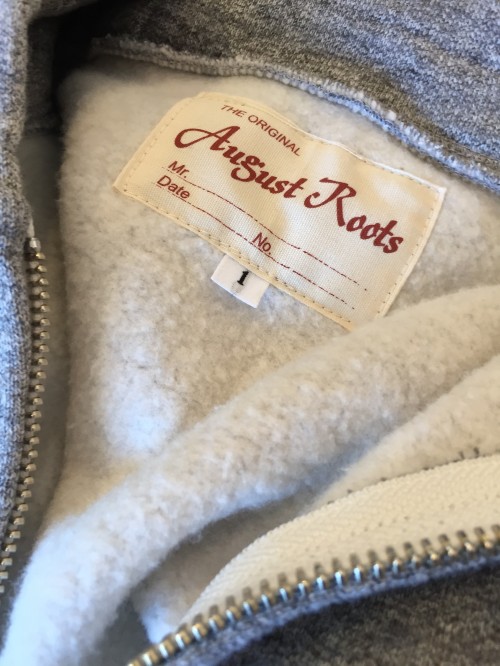 THE ORIGINAL
August Roots
Mr.
Date
No.
1